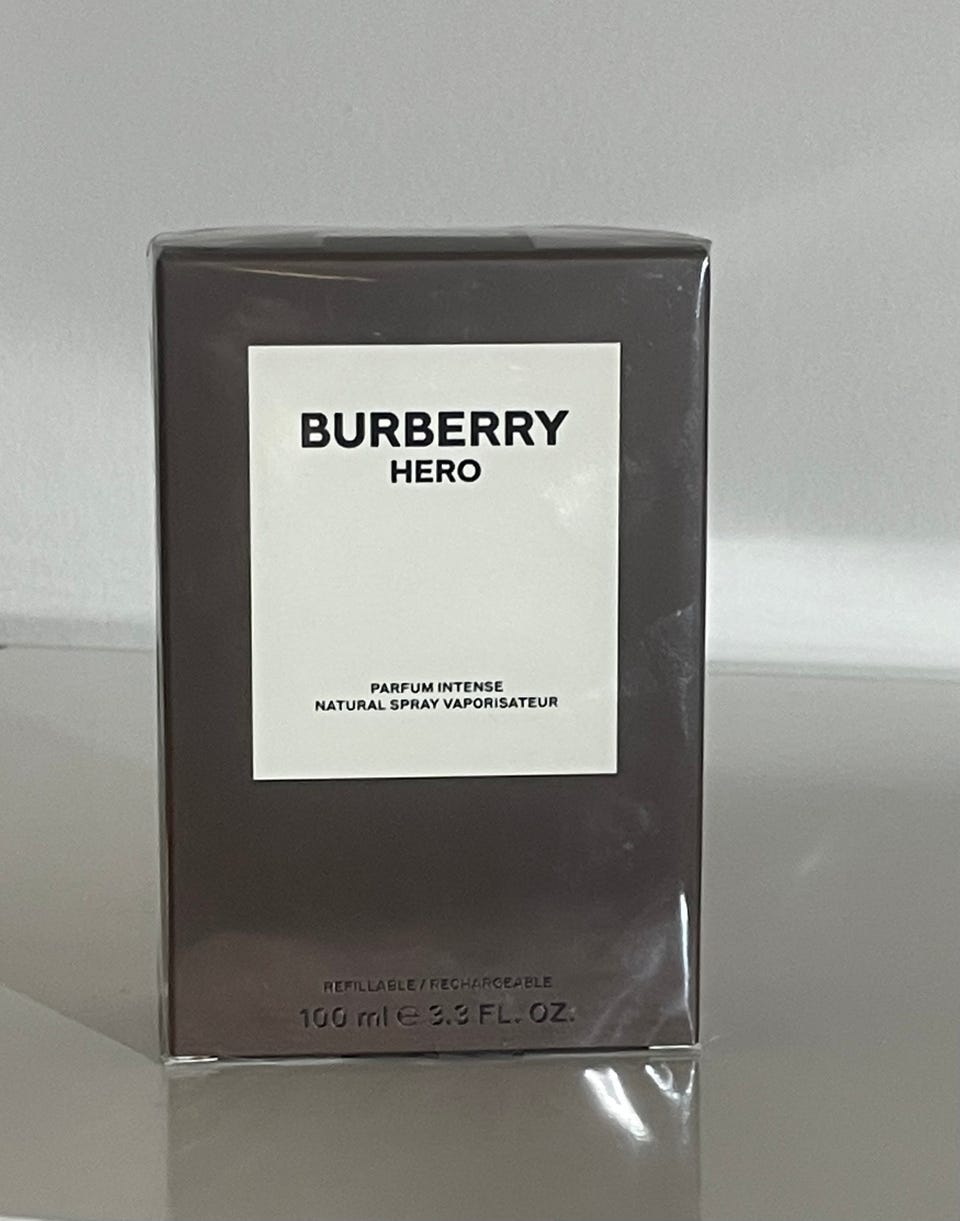 BURBERRY
HERO
PARFUM INTENSE
NATURAL SPRAY VAPORISATEUR
REFILLABLE / RECHARGEABLE
100 ml ℮ 3.3 FL. OZ.